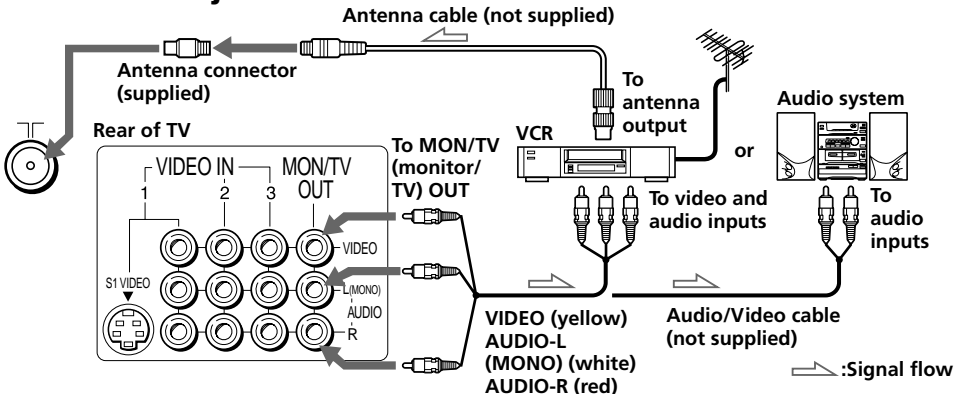 Antenna cable (not supplied)
Antenna connector
(supplied)
To
antenna
output
Rear of TV
To MON/TV
(monitor/
TV) OUT
VCR
or
Audio system
VIDEO IN
1
2
3
MON/TV
OUT
To video and
audio inputs
To
audio
inputs
VIDEO
S1 VIDEO
L(MONO)
AUDIO
R
VIDEO (yellow)
AUDIO-L
(MONO) (white)
AUDIO-R (red)
Audio/Video cable
(not supplied)
:Signal flow